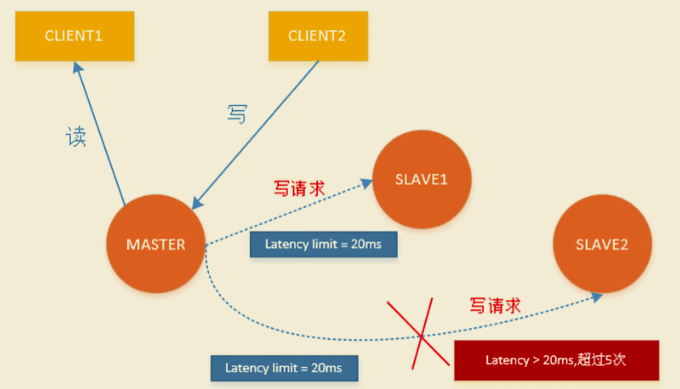 CLIENT1
CLIENT2
读
写
写请求
SLAVE1
MASTER
Latency limit = 20ms
SLAVE2
写请求
Latency limit = 20ms
Latency > 20ms,超过5次